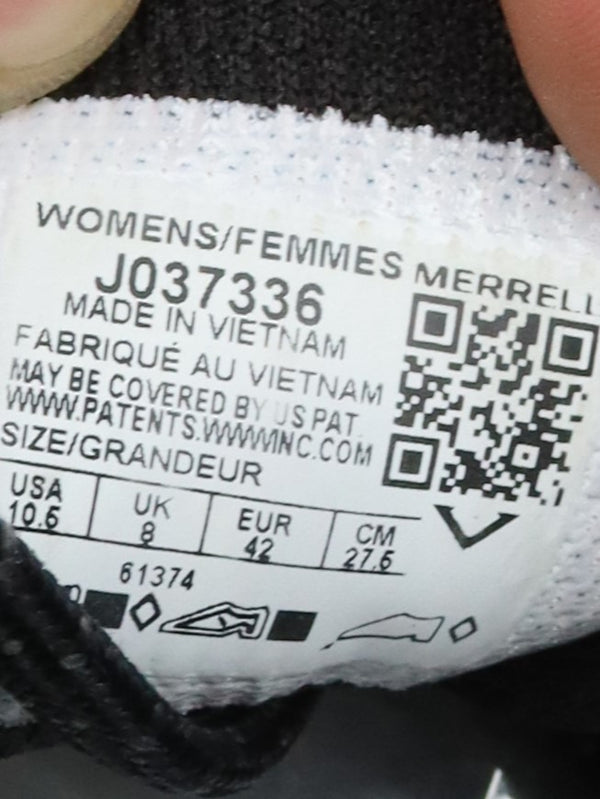 WOMENS/FEMMES MERRELL
J037336
MADE IN VIETNAM
FABRIQUÉ AU VIETNAM
MAY BE COVERED BY US PAT
WWW.PATENTS.WWWINC.COM
SIZE/GRANDEUR
USA UK EUR CM
10.5 8 42 27.5
61374